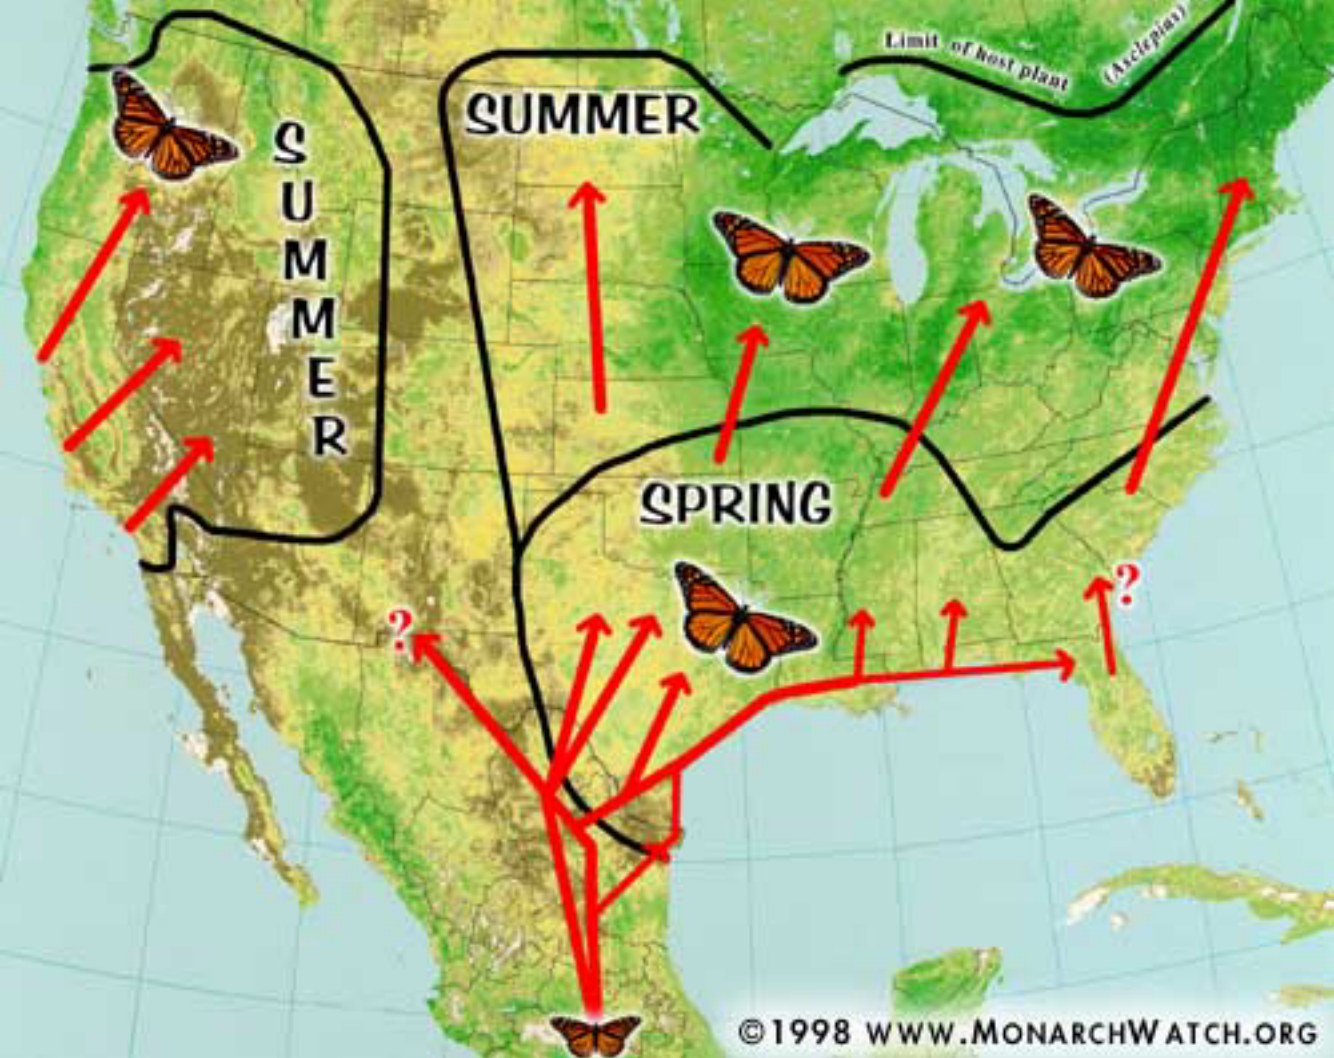 Limit of host plant
(Asclepias)
SUMMER
SUMMER
SPRING
?
?
©1998 WWW.MONARCHWATCH.ORG